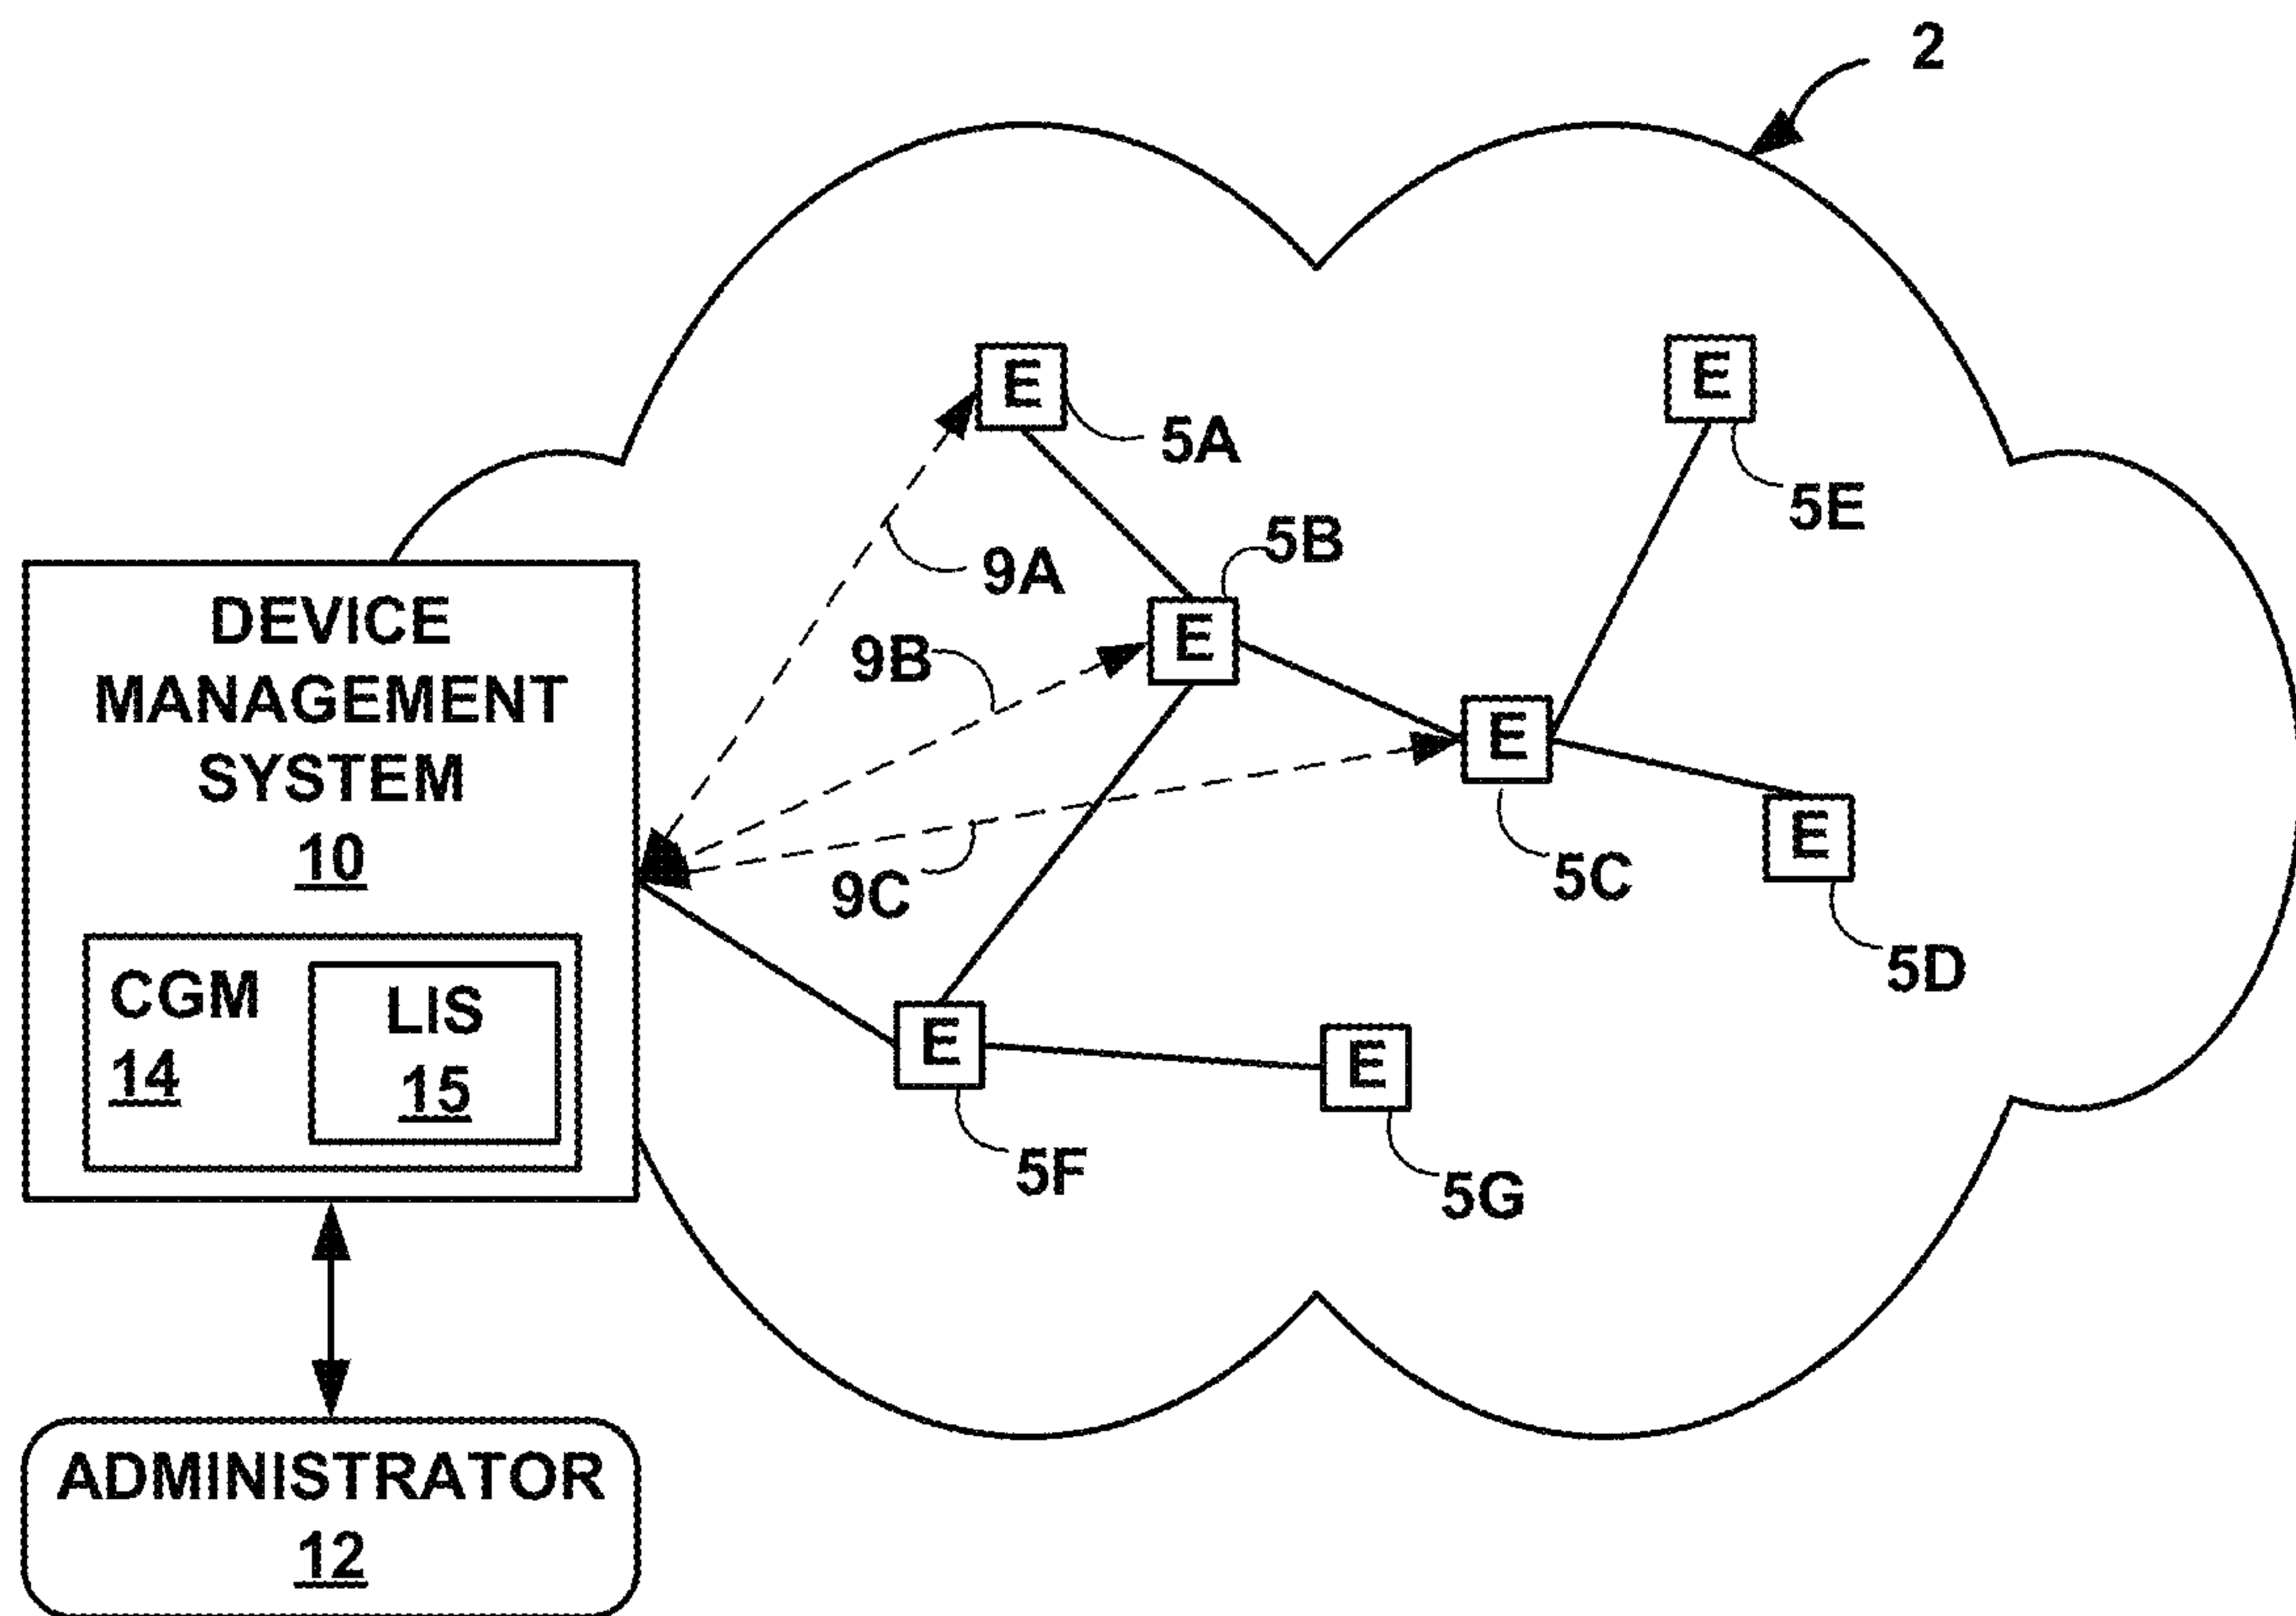 2
E
5A
E
5E
5B
9A
E
9B
DEVICE
MANAGEMENT
SYSTEM
10
E
5C
E
5D
9C
CGM
14
LIS
15
E
5F
E
5G
ADMINISTRATOR
12